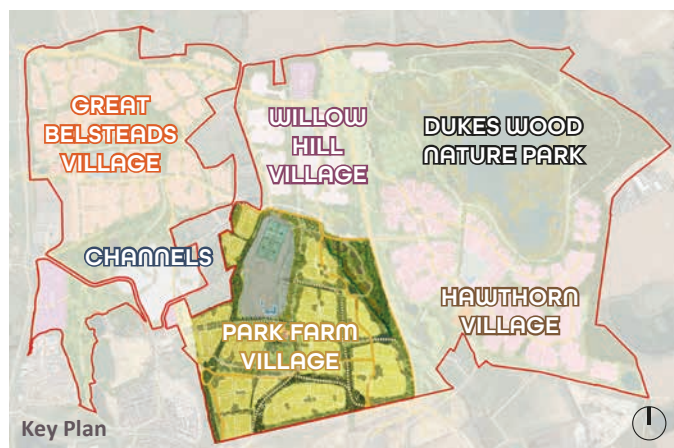 GREAT
BELSTEADS
VILLAGE
WILLOW
HILL
VILLAGE
DUKES WOOD
NATURE PARK
CHANNELS
HAWTHORN
VILLAGE
PARK FARM
VILLAGE
Key Plan